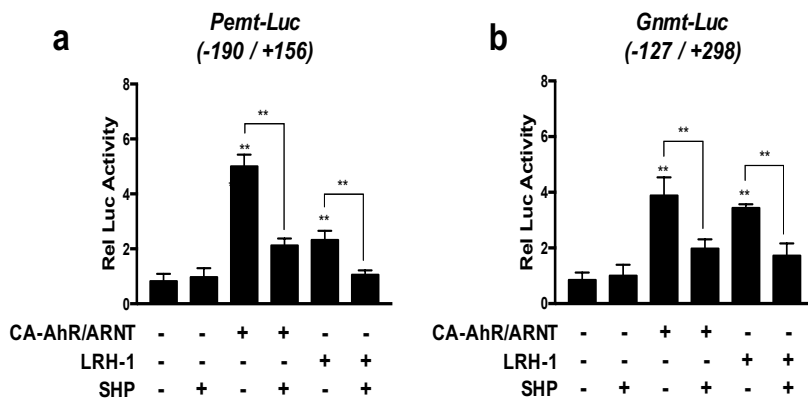 a
Pemt-Luc
(-190 / +156)
Rel Luc Activity
8
6
4
2
0
**
**
**
**
CA-AhR/ARNT - - + + - -
LRH-1 - - - - + +
SHP - + - + - +
b
Gnmt-Luc
(-127 / +298)
Rel Luc Activity
8
6
4
2
0
**
**
**
**
CA-AhR/ARNT - - + + - -
LRH-1 - - - - + +
SHP - + - + - +